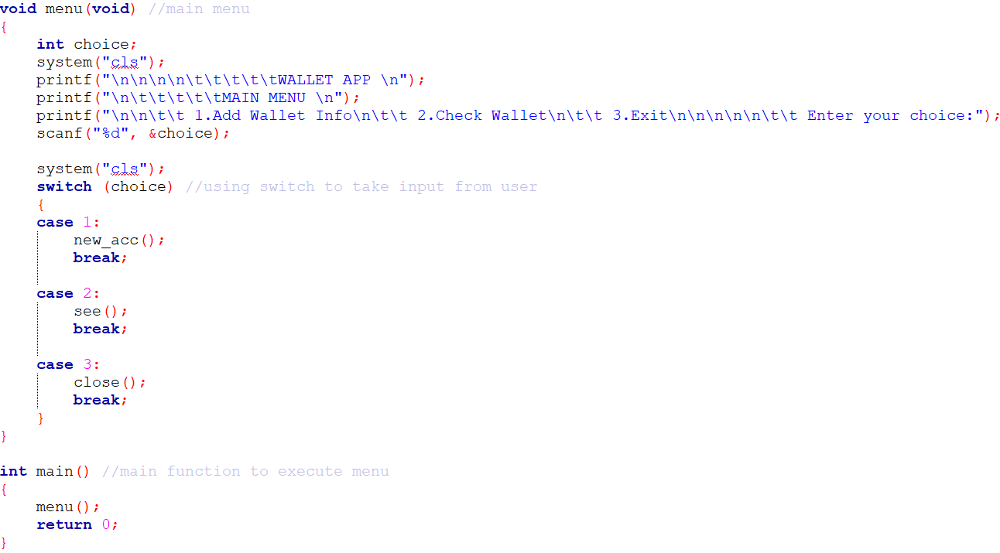 void menu(void) //main menu
{
    int choice;
    system("cls");
    printf("\n\n\n\n\t\t\t\t\tWALLET APP \n");
    printf("\n\t\t\t\t\tMAIN MENU \n");
    printf("\n\n\t\t 1.Add Wallet Info\n\t\t 2.Check Wallet\n\t\t 3.Exit\n\n\n\n\n\t\t Enter your choice:");
    scanf("%d", &choice);

    system("cls");
    switch (choice) //using switch to take input from user
    {
    case 1:
        new_acc();
        break;

    case 2:
        see();
        break;

    case 3:
        close();
        break;
    }
}

int main() //main function to execute menu
{
    menu();
    return 0;
}